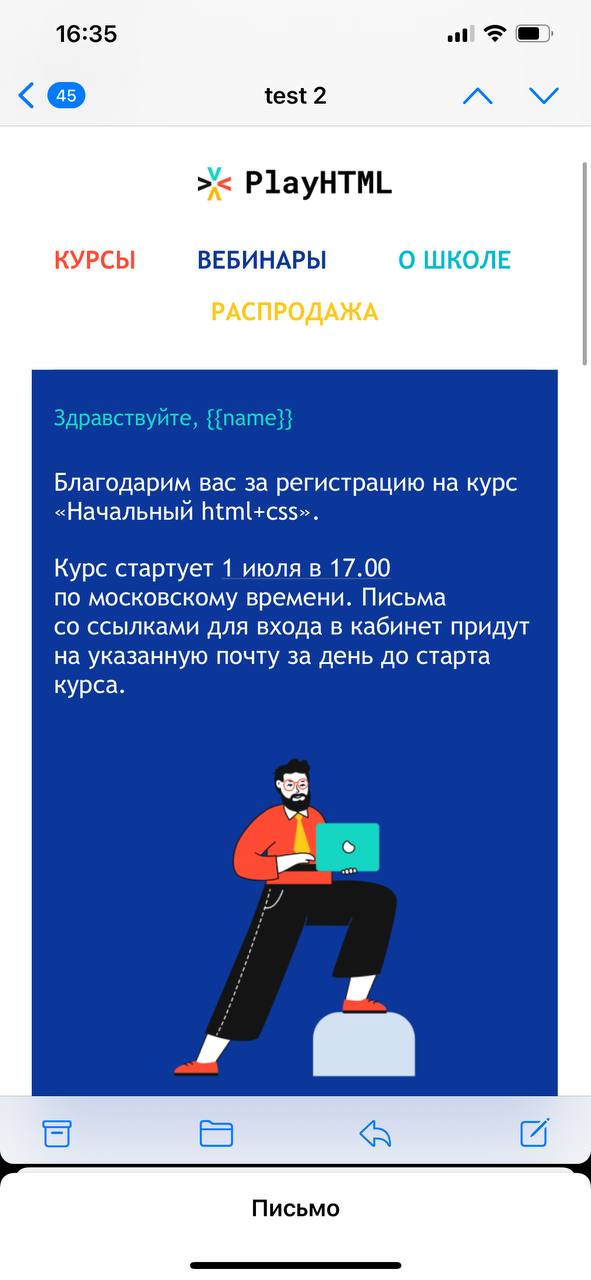 16:35
45
test 2
PlayHTML
КУРСЫ
ВЕБИНАРЫ
О ШКОЛЕ
РАСПРОДАЖА
Здравствуйте, {{name}}
Благодарим вас за регистрацию на курс
«Начальный html+css».
Курс стартует 1 июля в 17.00
по московскому времени. Письма
со ссылками для входа в кабинет придут
на указанную почту за день до старта
курса.
Письмо